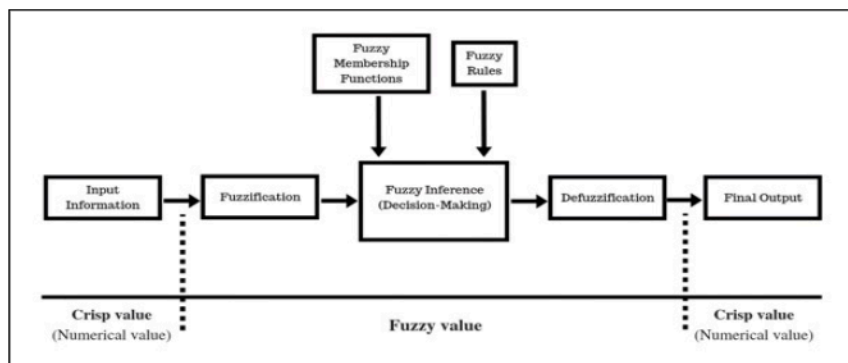 Fuzzy
Membership
Functions
Fuzzy
Rules
Input
Information
Fuzzification
Fuzzy Inference
(Decision-Making)
Defuzzification
Final Output
Crisp value
(Numerical value)
Fuzzy value
Crisp value
(Numerical value)